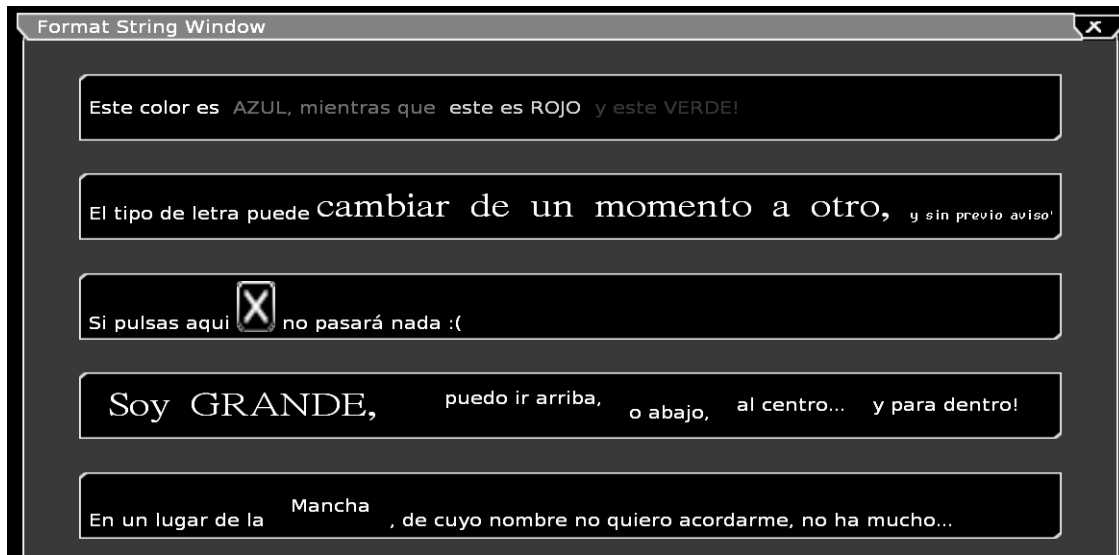 Format String Window X
Este color es AZUL, mientras que este es ROJO y este VERDE!
El tipo de letra puede cambiar de un momento a otro, y sin previo aviso'
Si pulsas aqui X no pasará nada :(
Soy GRANDE, puedo ir arriba, o abajo, al centro... y para dentro!
En un lugar de la Mancha , de cuyo nombre no quiero acordarme, no ha mucho...